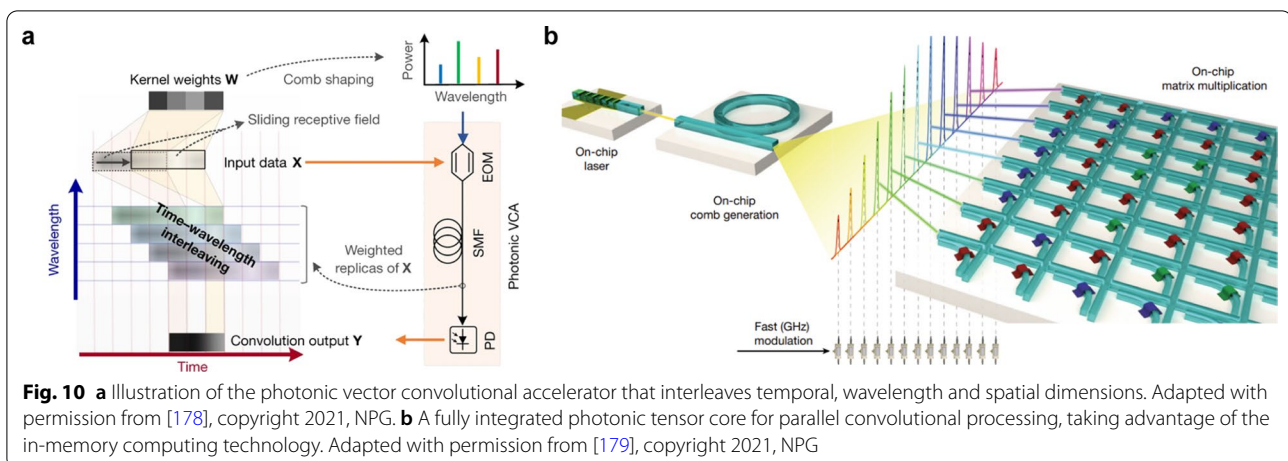 a
Kernel weights W
Comb shaping
Power
Wavelength
Sliding receptive field
Input data X
EOM
Wavelength
Time–wavelength
interleaving
Weighted
replicas of X
SMF
Photonic VCA
Convolution output Y
PD
Time
b
On-chip
laser
On-chip
comb generation
On-chip
matrix multiplication
Fast (GHz)
modulation
Fig. 10 a Illustration of the photonic vector convolutional accelerator that interleaves temporal, wavelength and spatial dimensions. Adapted with
permission from [178], copyright 2021, NPG. b A fully integrated photonic tensor core for parallel convolutional processing, taking advantage of the
in-memory computing technology. Adapted with permission from [179], copyright 2021, NPG